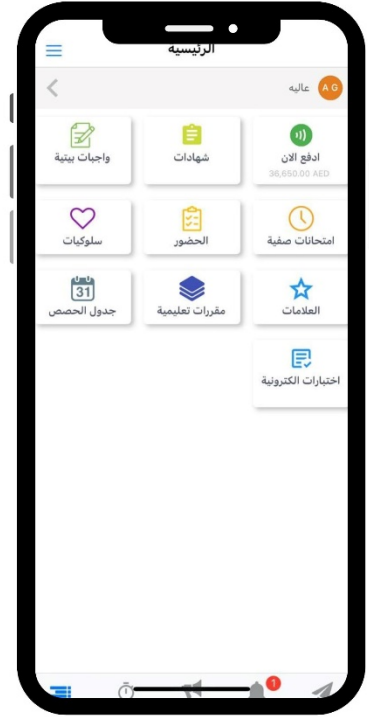 الرئيسية
عاليه
A G
ادفع الان
36,650.00 AED
شهادات
واجبات بيتية
امتحانات صفية
الحضور
سلوكيات
العلامات
مقررات تعليمية
31
جدول الحصص
اختبارات الكترونية
1